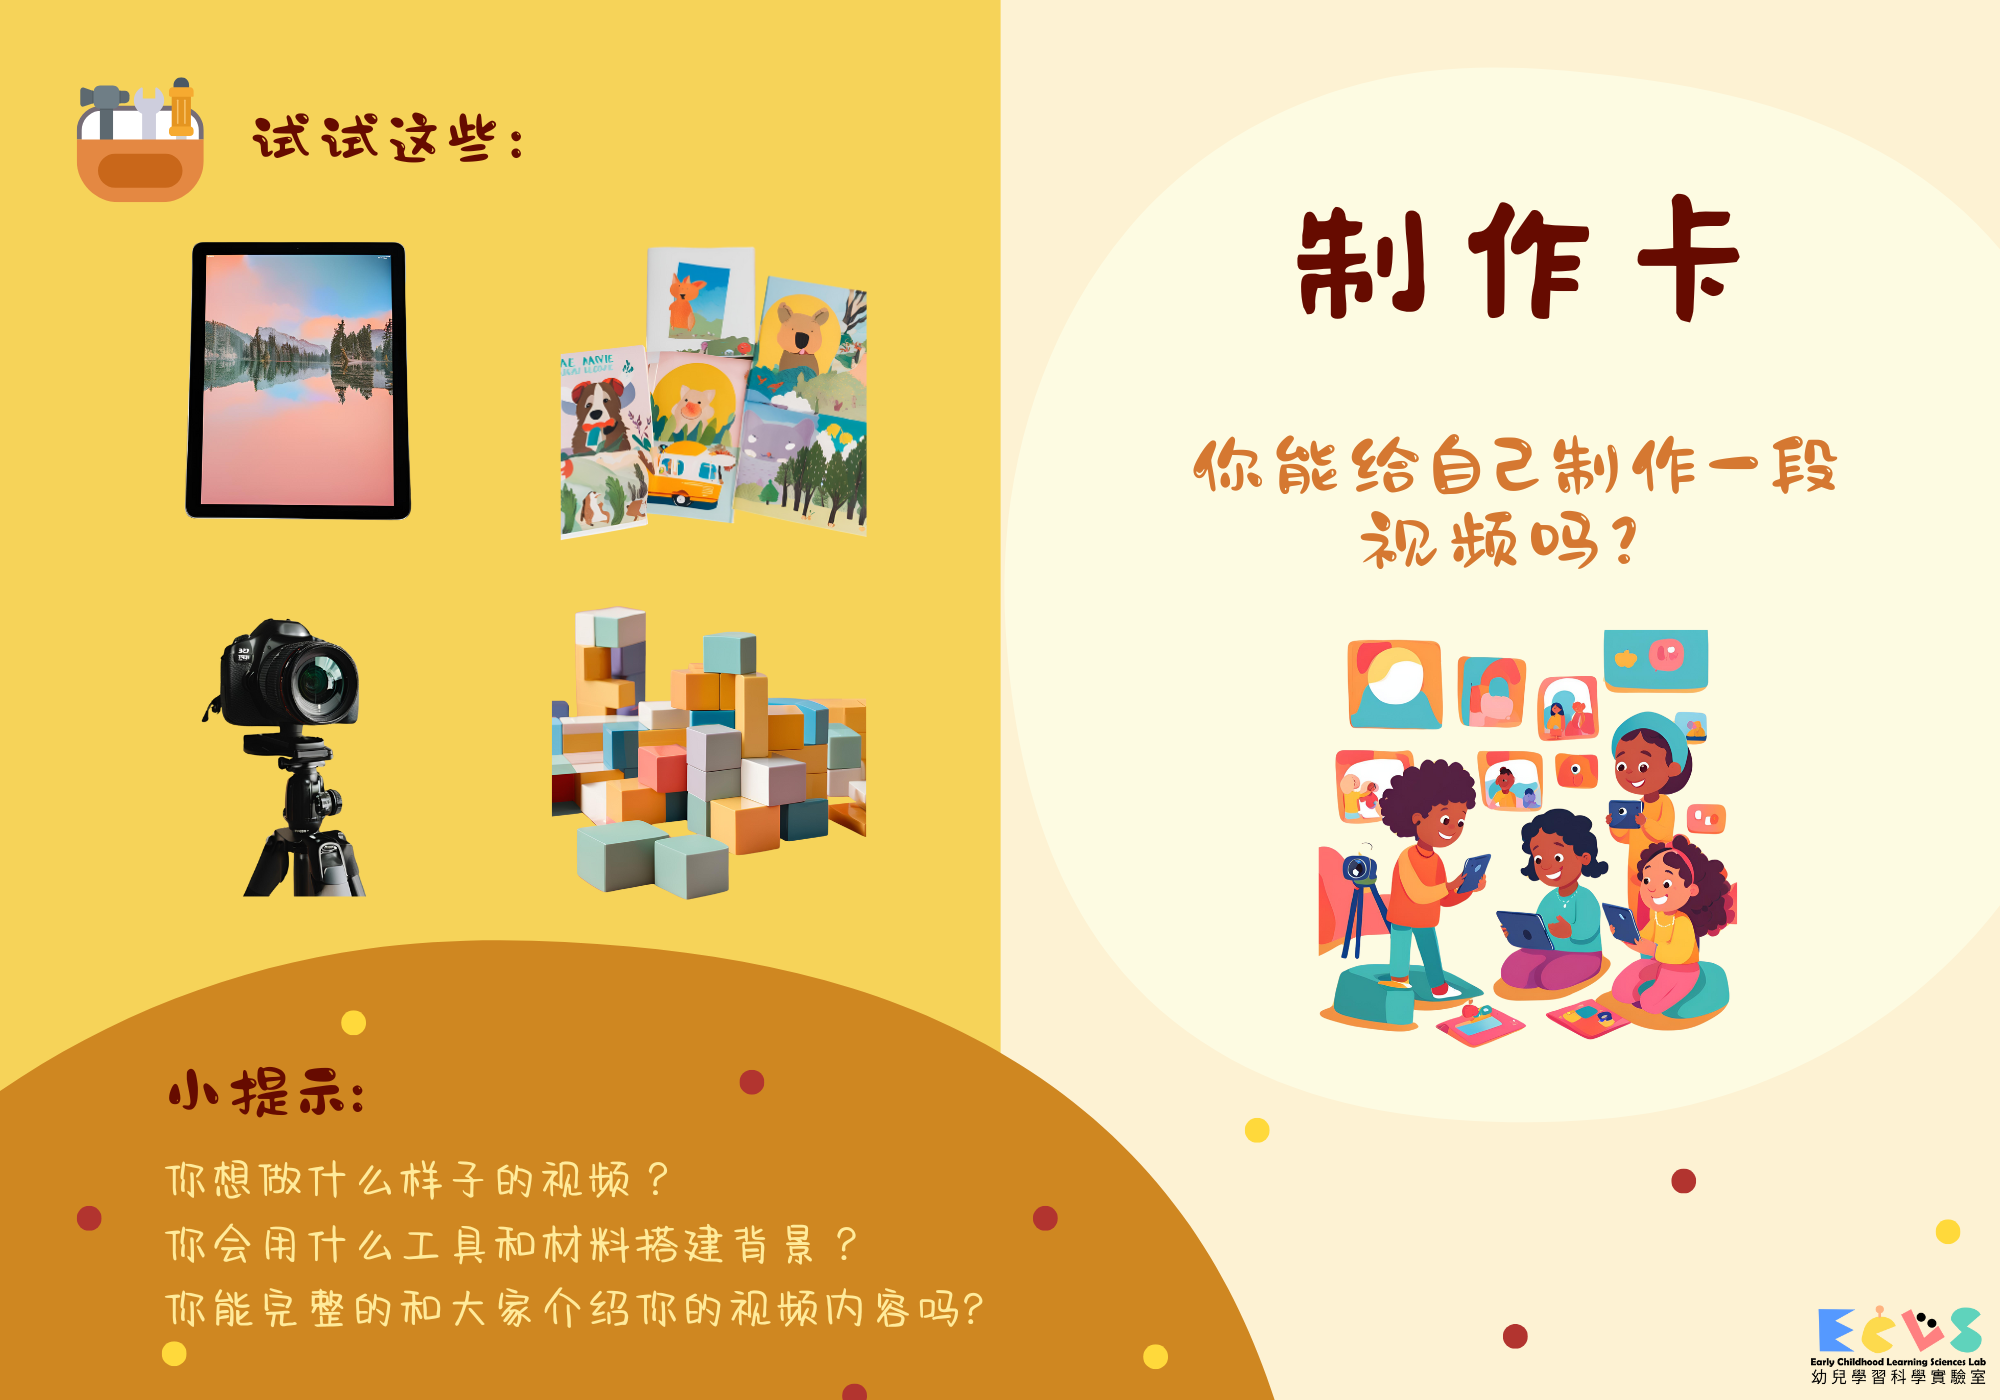 试试这些:
制作卡
你能给自己制作一段
视频吗?
小提示:
你想做什么样子的视频？
你会用什么工具和材料搭建背景？
你能完整的和大家介绍你的视频内容吗?
ECLS
Early Childhood Learning Sciences Lab
幼兒學習科學實驗室